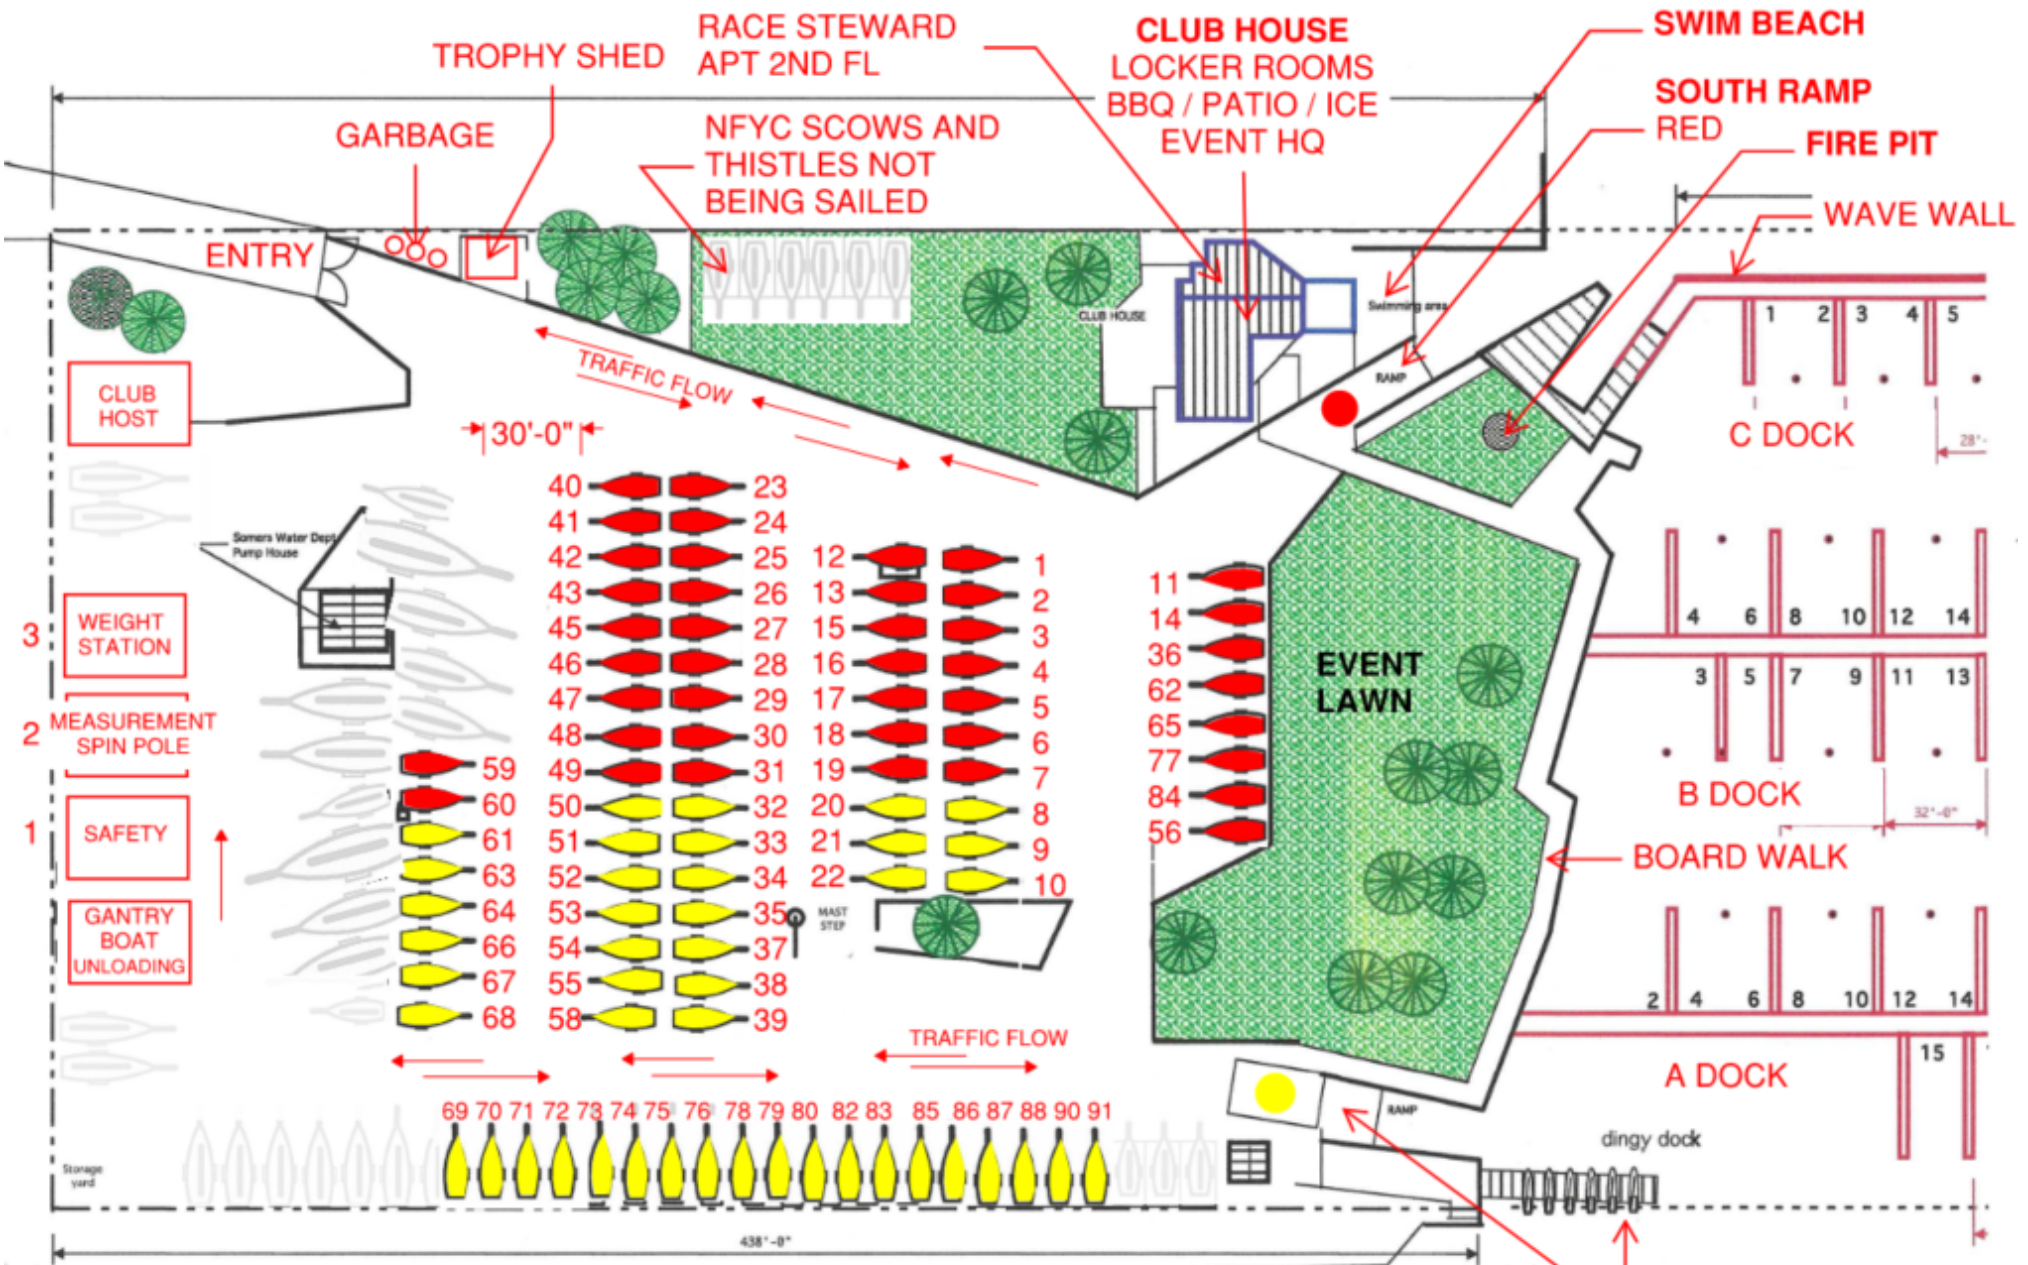 RACE STEWARD
APT 2ND FL
CLUB HOUSE
LOCKER ROOMS
BBQ / PATIO / ICE
EVENT HQ
SWIM BEACH
TROPHY SHED
SOUTH RAMP
RED
GARBAGE
NFYC SCOWS AND
THISTLES NOT
BEING SAILED
FIRE PIT
WAVE WALL
ENTRY
CLUB HOUSE
Swimming area
RAMP
1 2 3 4 5
C DOCK
28'-
TRAFFIC FLOW
CLUB
HOST
30'-0"
40 23
41 24
42 25
43 26
45 27
46 28
47 29
48 30
49 31
50 32
51 33
52 34
53 35
54 37
55 38
58 39
12 1
13 2
15 3
16 4
17 5
18 6
19 7
20 8
21 9
22 10
11
14
36
62
65
77
84
56
59
60
61
63
64
66
67
68
Somers Water Dept
Pump House
3
WEIGHT
STATION
2
MEASUREMENT
SPIN POLE
1
SAFETY
GANTRY
BOAT
UNLOADING
MAST
STEP
EVENT
LAWN
4 6 8 10 12 14
3 5 7 9 11 13
B DOCK
32'-0"
BOARD WALK
2 4 6 8 10 12 14
15
A DOCK
TRAFFIC FLOW
69 70 71 72 73 74 75 76 78 79 80 82 83 85 86 87 88 90 91
RAMP
dingy dock
Storage
yard
438'-0"